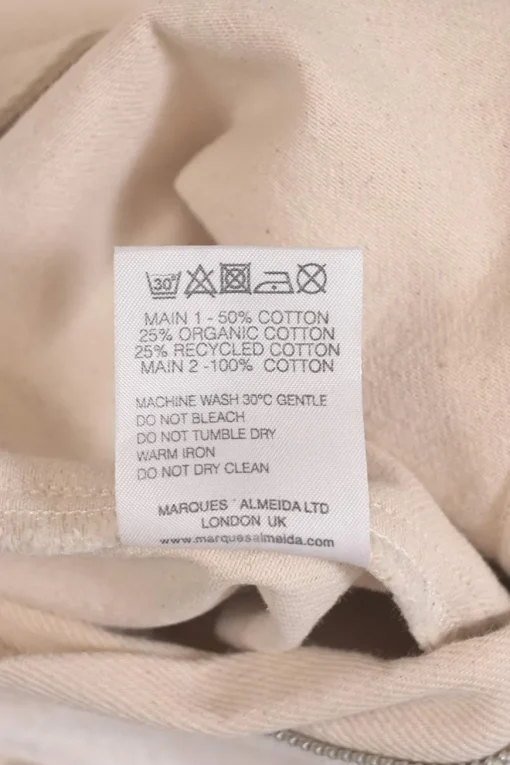 30°
MAIN 1 - 50% COTTON
25% ORGANIC COTTON
25% RECYCLED COTTON
MAIN 2 -100% COTTON
MACHINE WASH 30°C GENTLE
DO NOT BLEACH
DO NOT TUMBLE DRY
WARM IRON
DO NOT DRY CLEAN
MARQUES ' ALMEIDA LTD
LONDON UK
www.marquesalmeida.com